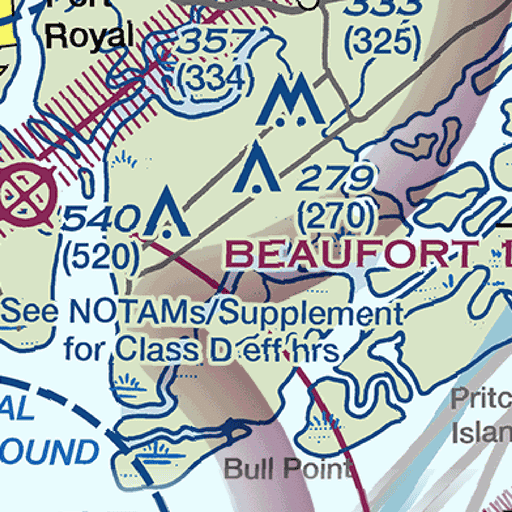 Port
Royal
357
(334)
333
(325)
279
(270)
540
(520)
BEAUFORT 1
See NOTAMs/Supplement
for Class D eff hrs
AL
OUND
Pritc
Islan
Bull Point